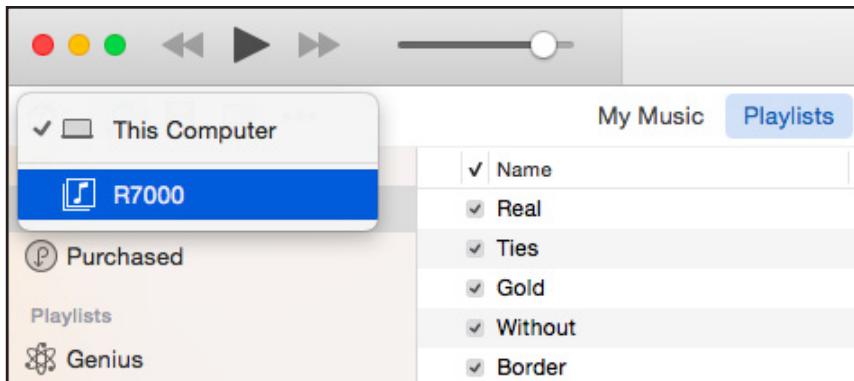 This Computer
My Music Playlists
R7000
✓ Name
Real
Purchased
Ties
Gold
Playlists
Without
Genius
Border